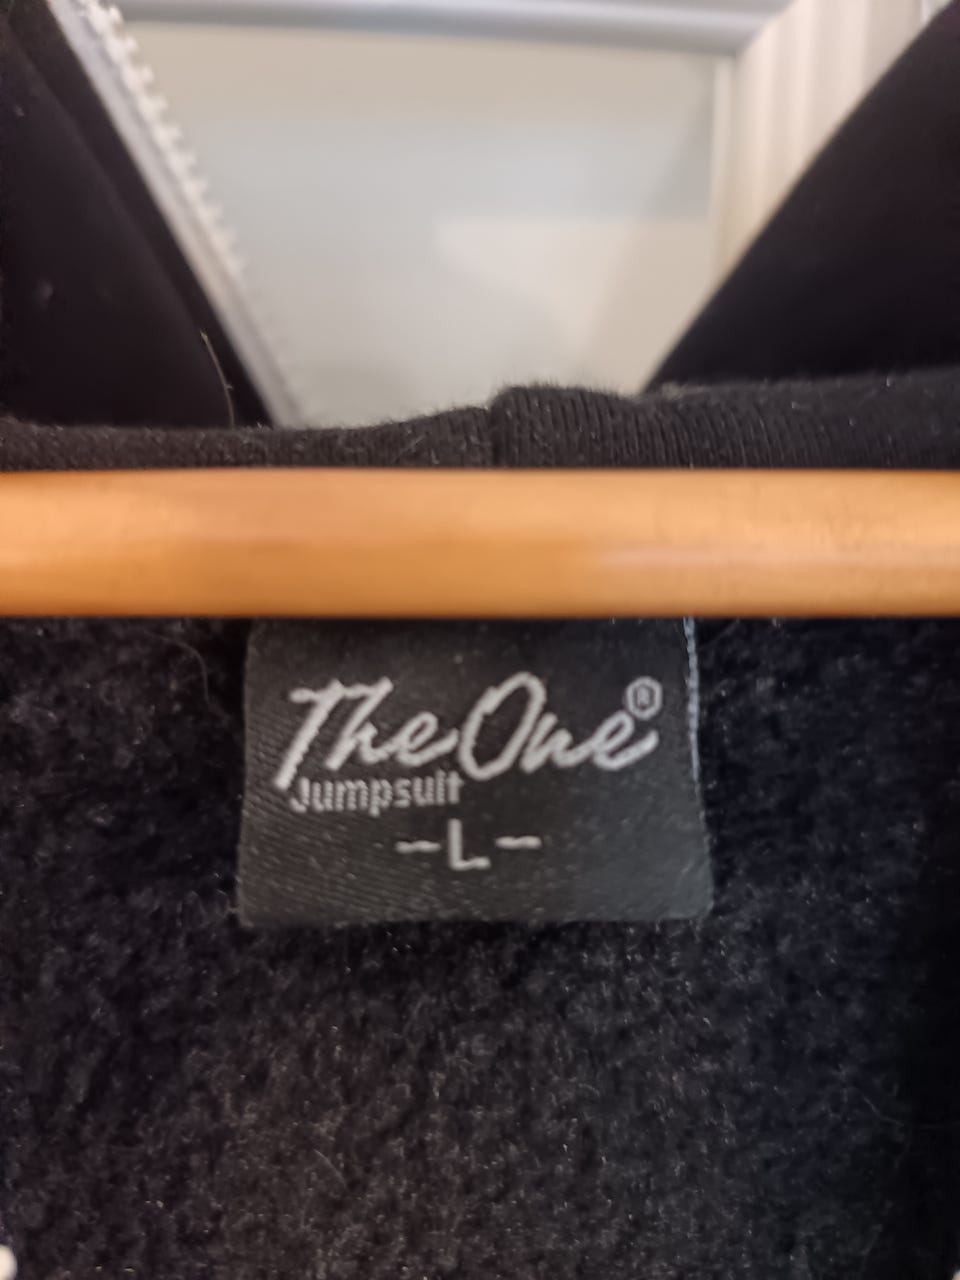 The One®
Jumpsuit
-L-